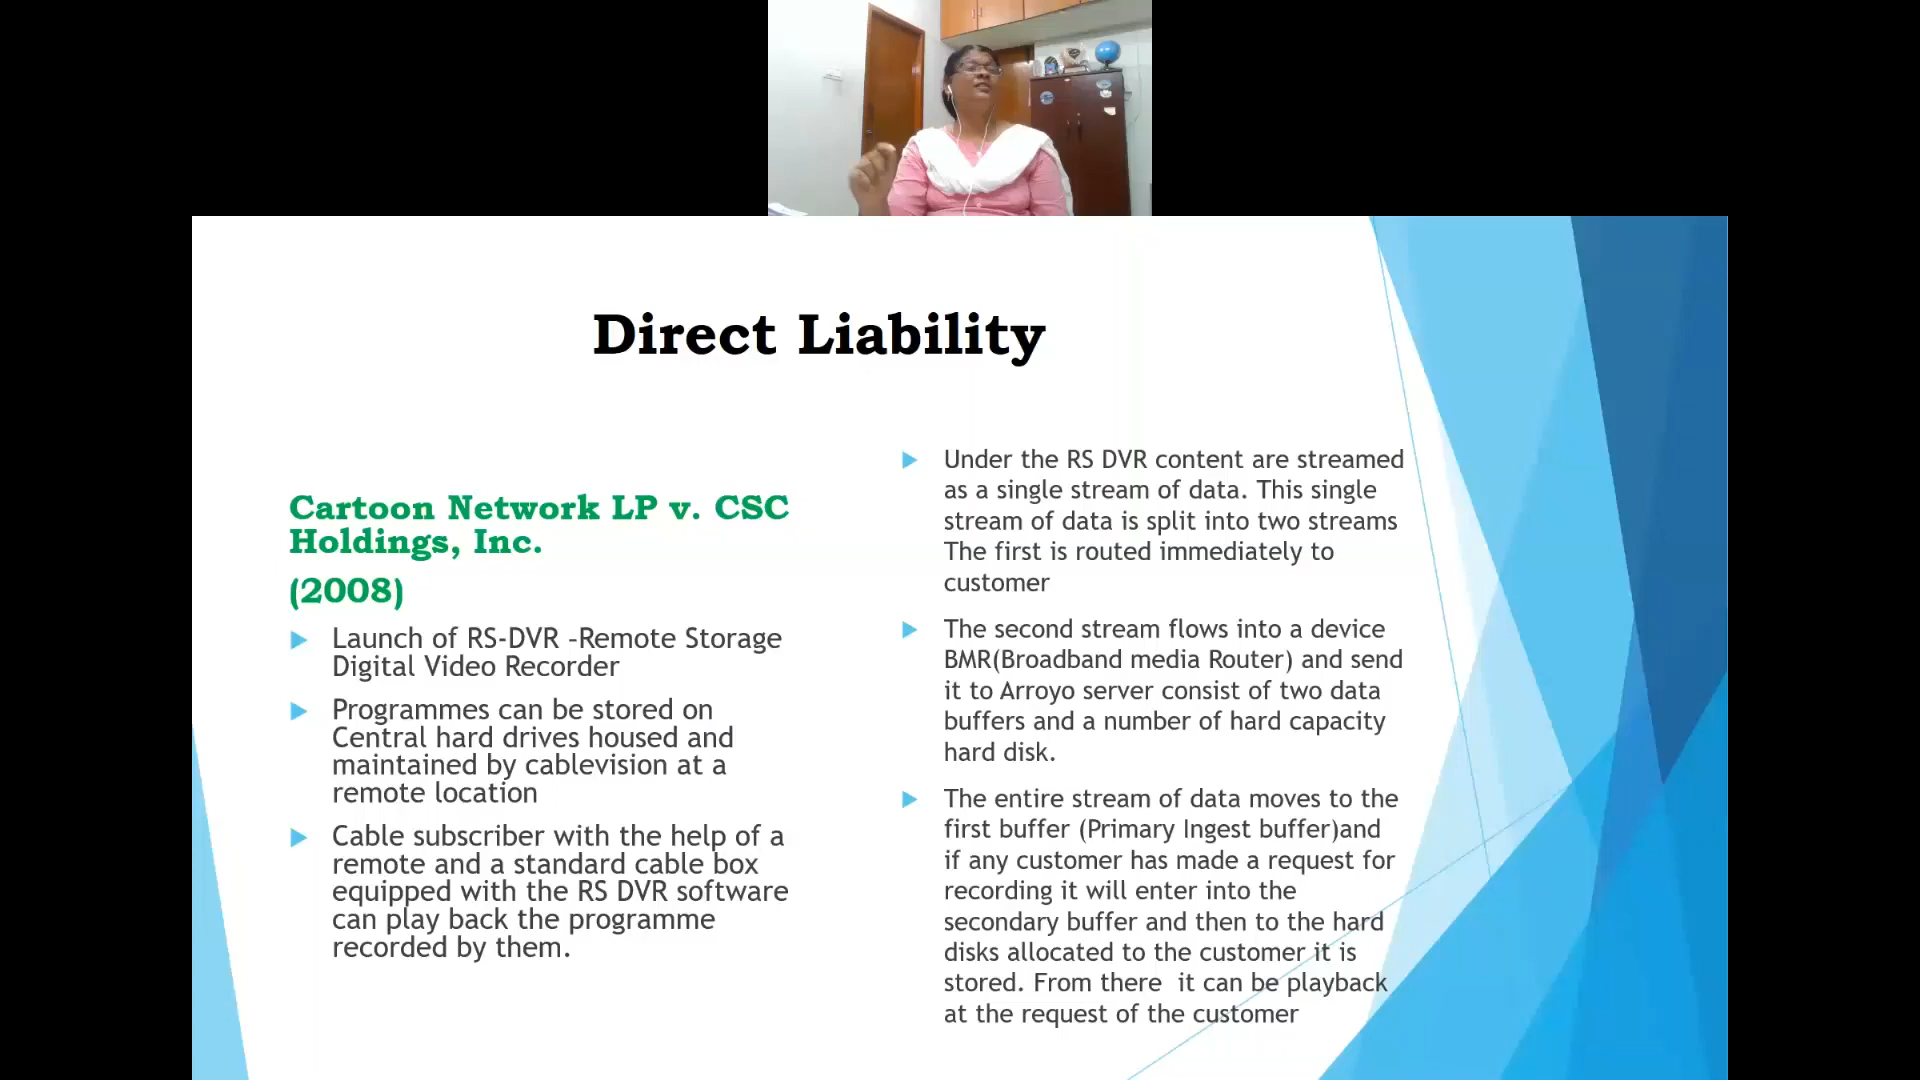 Direct Liability
Cartoon Network LP v. CSC
Holdings, Inc.
(2008)
Launch of RS-DVR –Remote Storage
Digital Video Recorder
Programmes can be stored on
Central hard drives housed and
maintained by cablevision at a
remote location
Cable subscriber with the help of a
remote and a standard cable box
equipped with the RS DVR software
can play back the programme
recorded by them.
Under the RS DVR content are streamed
as a single stream of data. This single
stream of data is split into two streams
The first is routed immediately to
customer
The second stream flows into a device
BMR(Broadband media Router) and send
it to Arroyo server consist of two data
buffers and a number of hard capacity
hard disk.
The entire stream of data moves to the
first buffer (Primary Ingest buffer)and
if any customer has made a request for
recording it will enter into the
secondary buffer and then to the hard
disks allocated to the customer it is
stored. From there  it can be playback
at the request of the customer